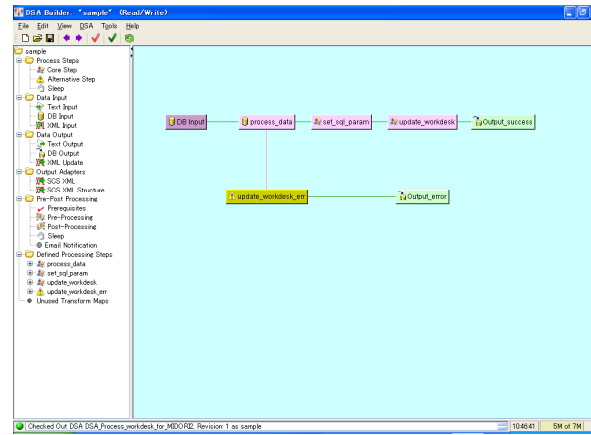 DSA Builder. "sample" (Read/Write)
File Edit View DSA Tools Help
sample
Process Steps
Core Step
Alternative Step
Sleep
Data Input
Text Input
DB Input
XML Input
Data Output
Text Output
DB Output
XML Update
Output Adapters
SCS XML
SCS XML Structure
Pre-Post Processing
Prerequisites
Pre-Processing
Post-Processing
Sleep
Email Notification
Defined Processing Steps
process_data
set_sql_param
update_workdesk
update_workdesk_err
Unused Transform Maps
DB Input process_data set_sql_param update_workdesk Output_success
update_workdesk_err Output_error
Checked Out DSA DSA_Process_workdesk_for_MIDORI2, Revision 1 as sample 10:46:41 5M of 7M